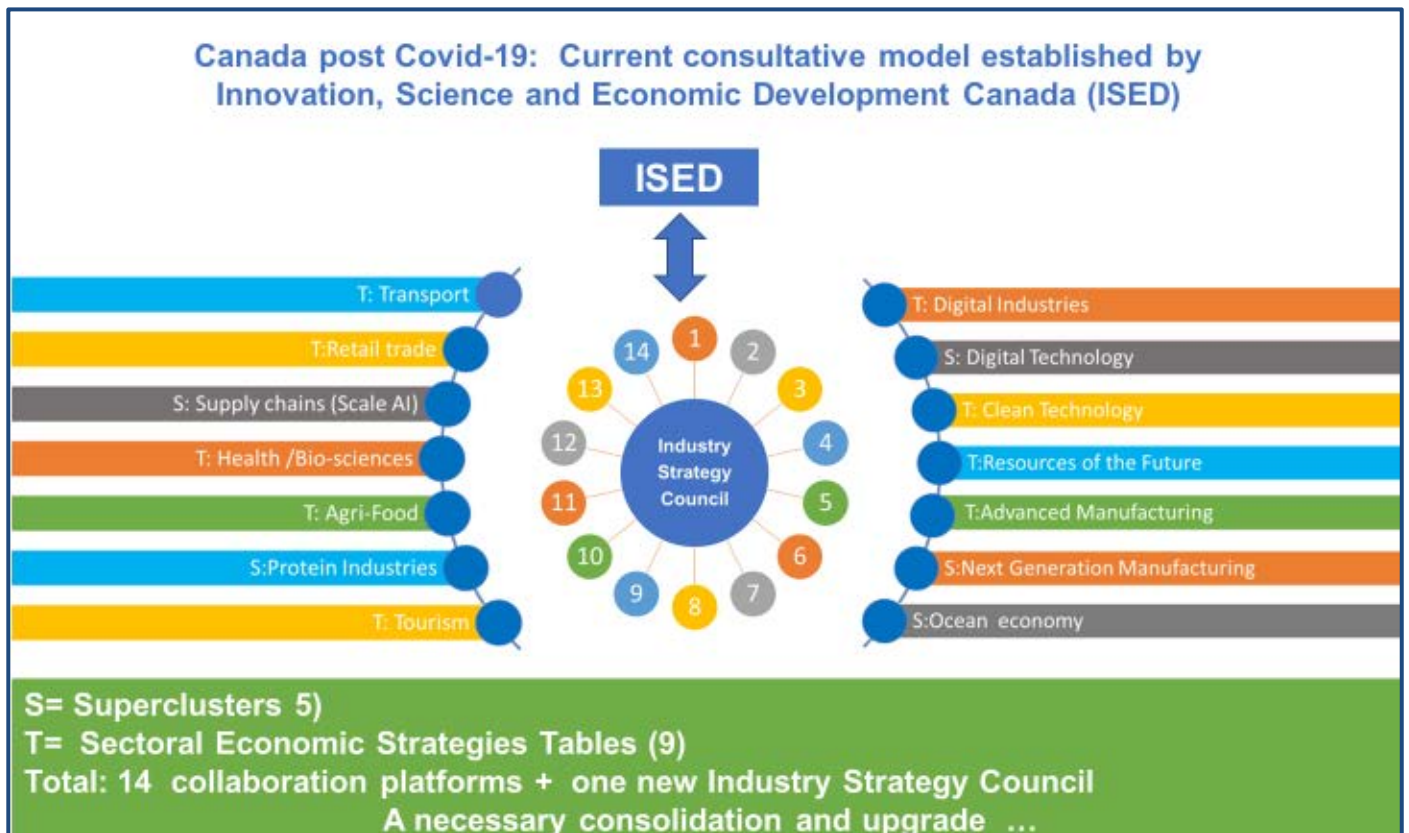 Canada post Covid-19: Current consultative model established by
Innovation, Science and Economic Development Canada (ISED)
ISED
T: Transport
T:Retail trade
S: Supply chains (Scale AI)
T: Health /Bio-sciences
T: Agri-Food
S:Protein Industries
T: Tourism
1
2
3
4
5
6
7
8
9
10
11
12
13
14
Industry
Strategy
Council
T: Digital Industries
S: Digital Technology
T: Clean Technology
T:Resources of the Future
T:Advanced Manufacturing
S:Next Generation Manufacturing
S:Ocean economy
S= Superclusters 5)
T= Sectoral Economic Strategies Tables (9)
Total: 14 collaboration platforms + one new Industry Strategy Council
A necessary consolidation and upgrade ...